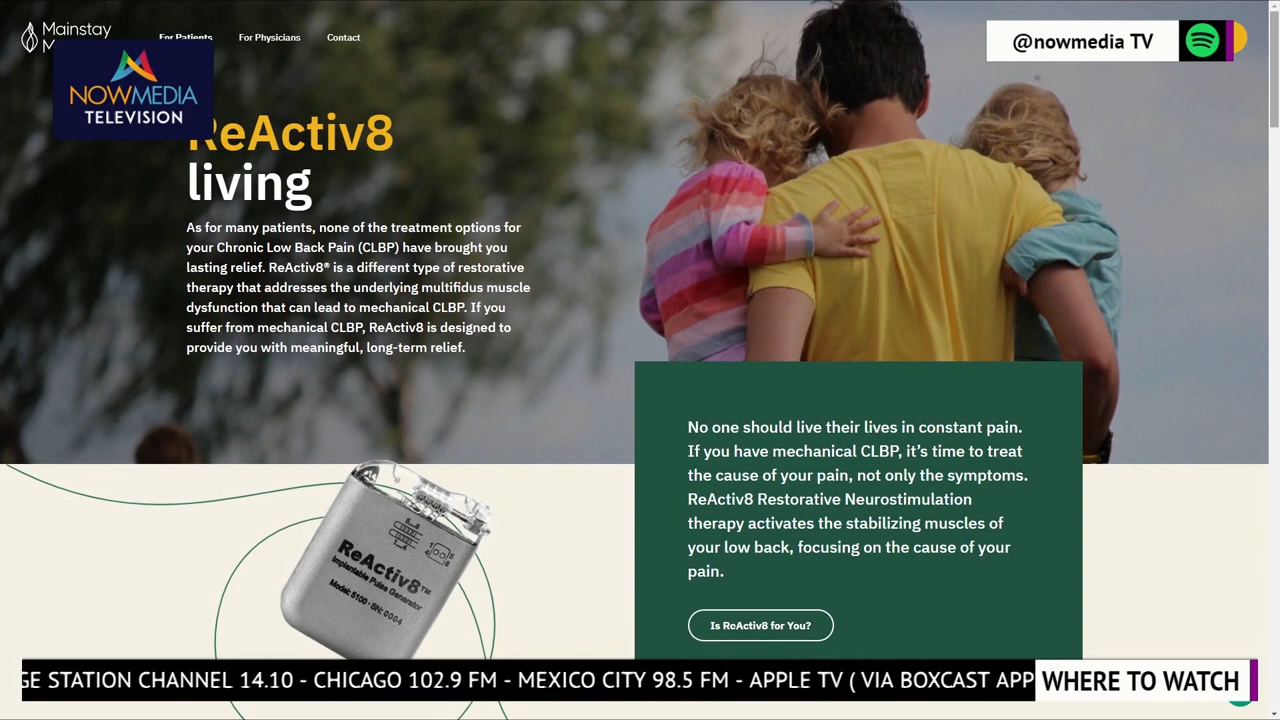 Mainstay
For Patients
For Physicians
Contact
@nowmedia TV
NOWMEDIA
TELEVISION
ReActiv8
living
As for many patients, none of the treatment options for
your Chronic Low Back Pain (CLBP) have brought you
lasting relief. ReActiv8® is a different type of restorative
therapy that addresses the underlying multifidus muscle
dysfunction that can lead to mechanical CLBP. If you
suffer from mechanical CLBP, ReActiv8 is designed to
provide you with meaningful, long-term relief.
No one should live their lives in constant pain.
If you have mechanical CLBP, it’s time to treat
the cause of your pain, not only the symptoms.
ReActiv8 Restorative Neurostimulation
therapy activates the stabilizing muscles of
your low back, focusing on the cause of your
pain.
Is ReActiv8 for You?
ReActiv8™
Implantable Pulse Generator
Model: 5100 · SN: 0004
GE STATION CHANNEL 14.10 - CHICAGO 102.9 FM - MEXICO CITY 98.5 FM - APPLE TV ( VIA BOXCAST APP
WHERE TO WATCH